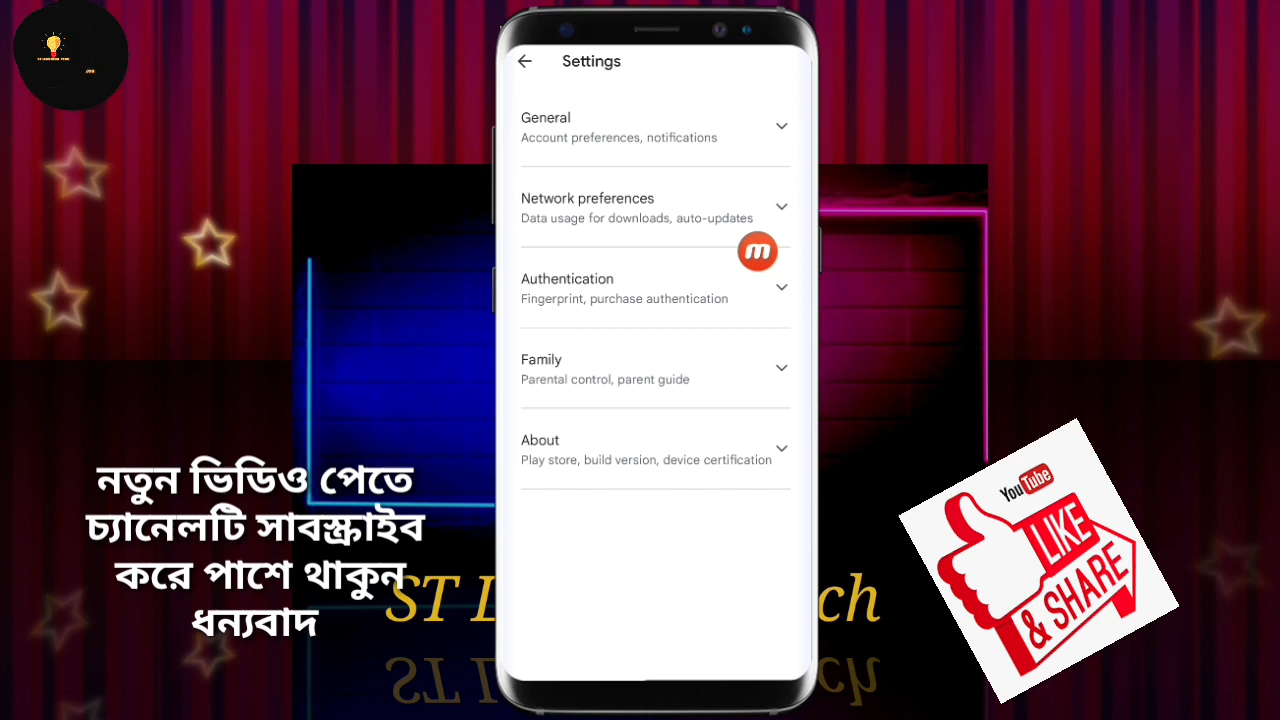 Settings
General
Account preferences, notifications
Network preferences
Data usage for downloads, auto-updates
m
Authentication
Fingerprint, purchase authentication
Family
Parental control, parent guide
About
Play store, build version, device certification
নতুন ভিডিও পেতে
চ্যানেলটি সাবস্ক্রাইব
করে পাশে থাকুন
ধন্যবাদ
ST L
ch
YouTube
LIKE
& SHARE